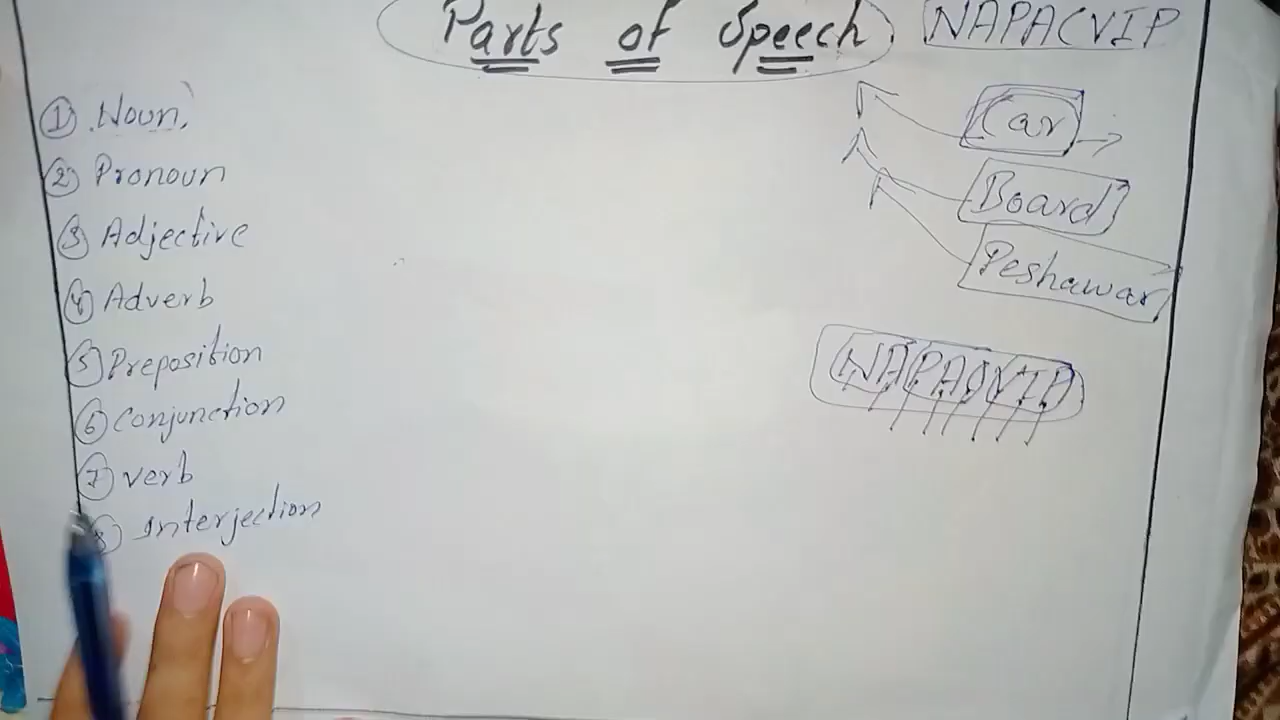 Parts of Speech
NAPACVIP
① Noun,
② Pronoun
③ Adjective
④ Adverb
⑤ Preposition
⑥ Conjunction
⑦ verb
⑧ Interjection
Car
Board
Peshawar
NAPACVIP